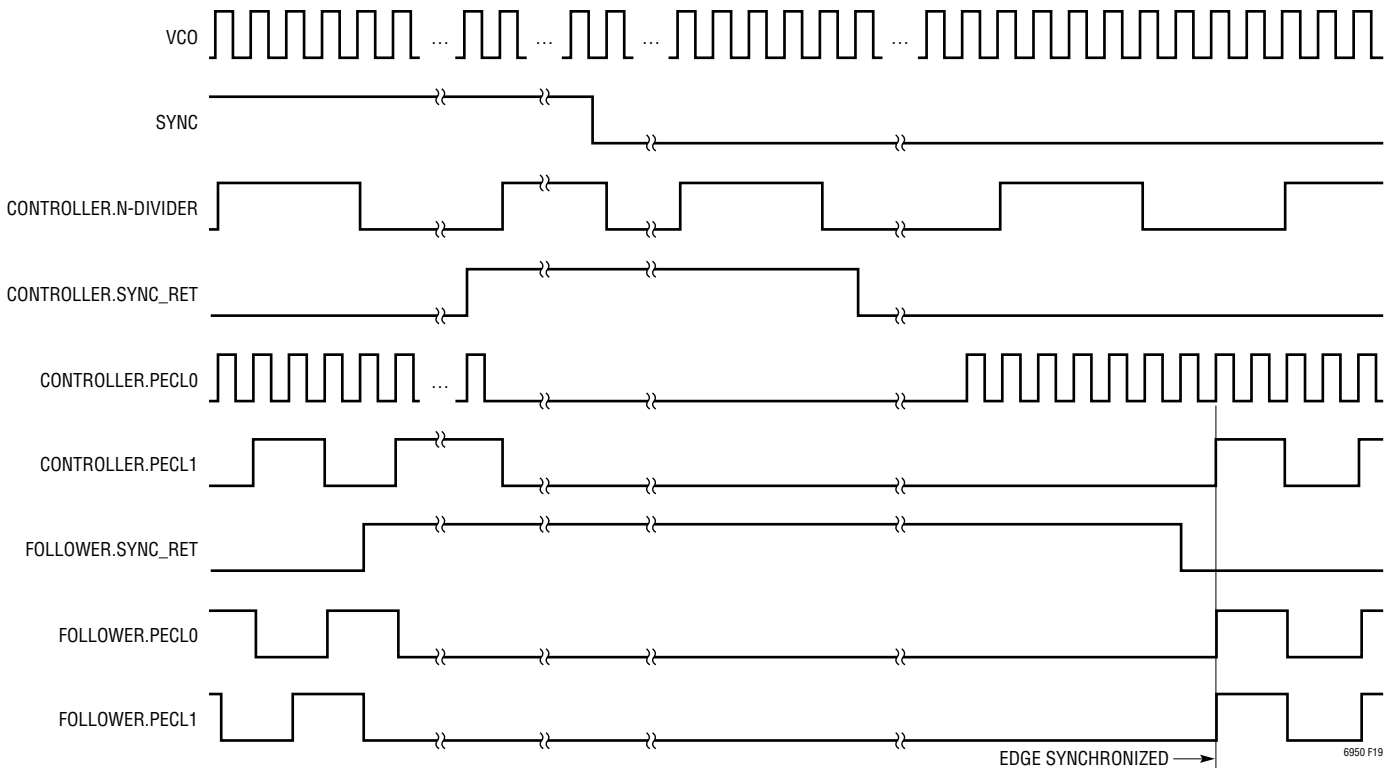 VCO
... ... ... ...
SYNC
CONTROLLER.N-DIVIDER
CONTROLLER.SYNC_RET
CONTROLLER.PECL0
...
CONTROLLER.PECL1
FOLLOWER.SYNC_RET
FOLLOWER.PECL0
FOLLOWER.PECL1
EDGE SYNCHRONIZED
6950 F19